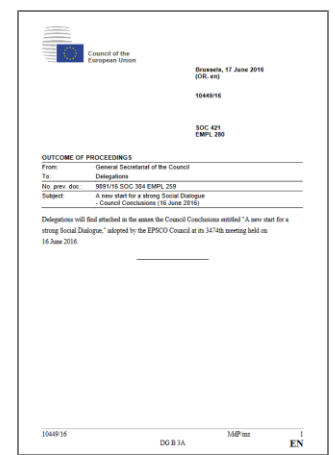 Council of the
European Union
Brussels, 17 June 2016
(OR. en)
10449/16
SOC 421
EMPL 280
OUTCOME OF PROCEEDINGS
From: General Secretariat of the Council
To: Delegations
No. prev. doc.: 9891/16 SOC 384 EMPL 259
Subject: A new start for a strong Social Dialogue
- Council Conclusions (16 June 2016)
Delegations will find attached in the annex the Council Conclusions entitled "A new start for a
strong Social Dialogue," adopted by the EPSCO Council at its 3474th meeting held on
16 June 2016.
10449/16 MdP/mz 1
DG B 3A EN